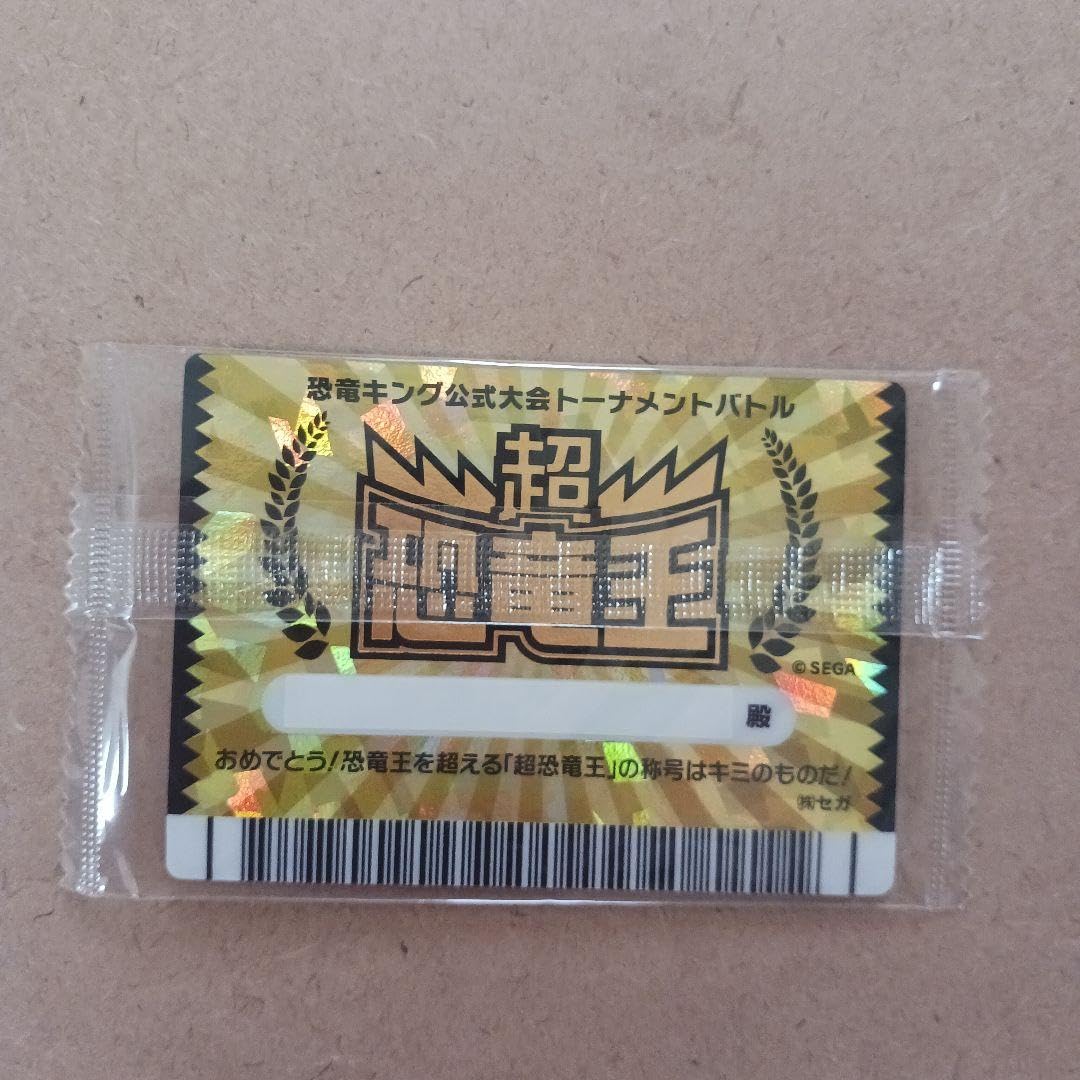 恐竜キング公式大会トーナメントバトル
超
恐竜王
© SEGA
殿
おめでとう!恐竜王を超える「超恐竜王」の称号はキミのものだ!
㈱セガ